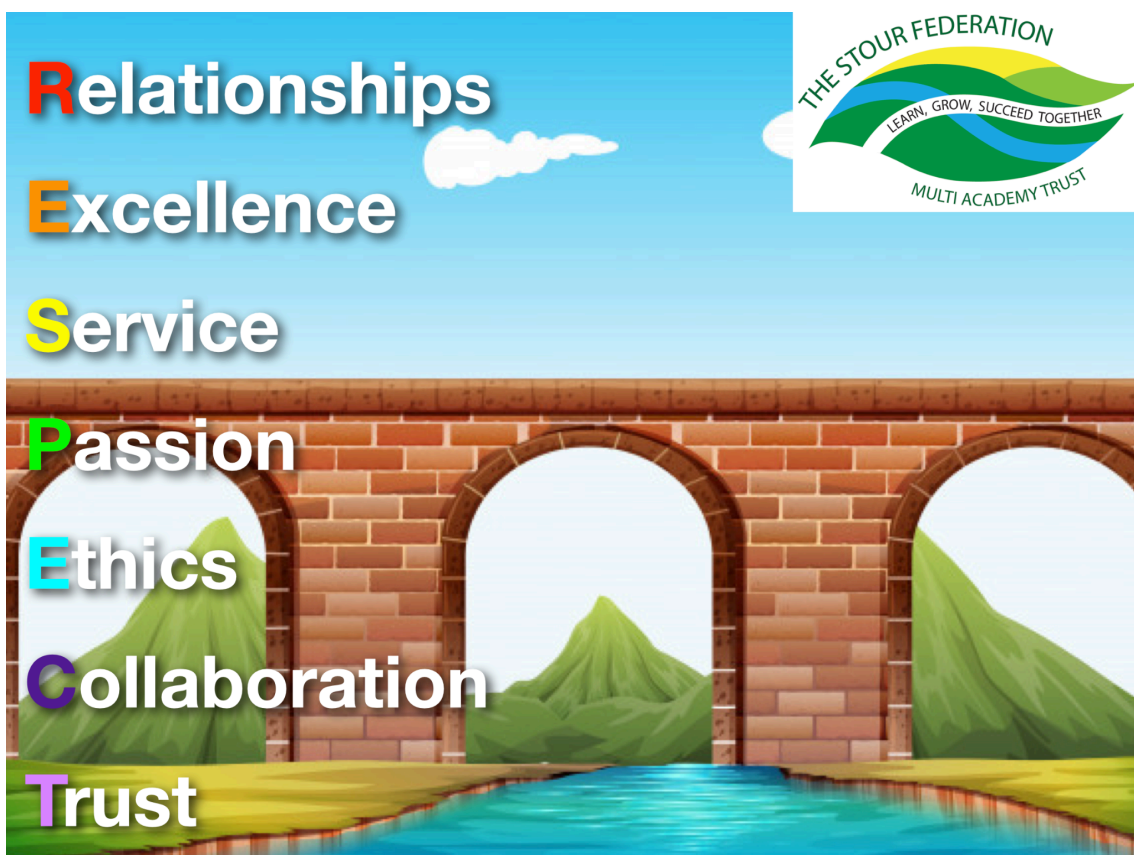 Relationships
Excellence
Service
Passion
Ethics
Collaboration
Trust
THE STOUR FEDERATION
LEARN, GROW, SUCCEED TOGETHER
MULTI ACADEMY TRUST